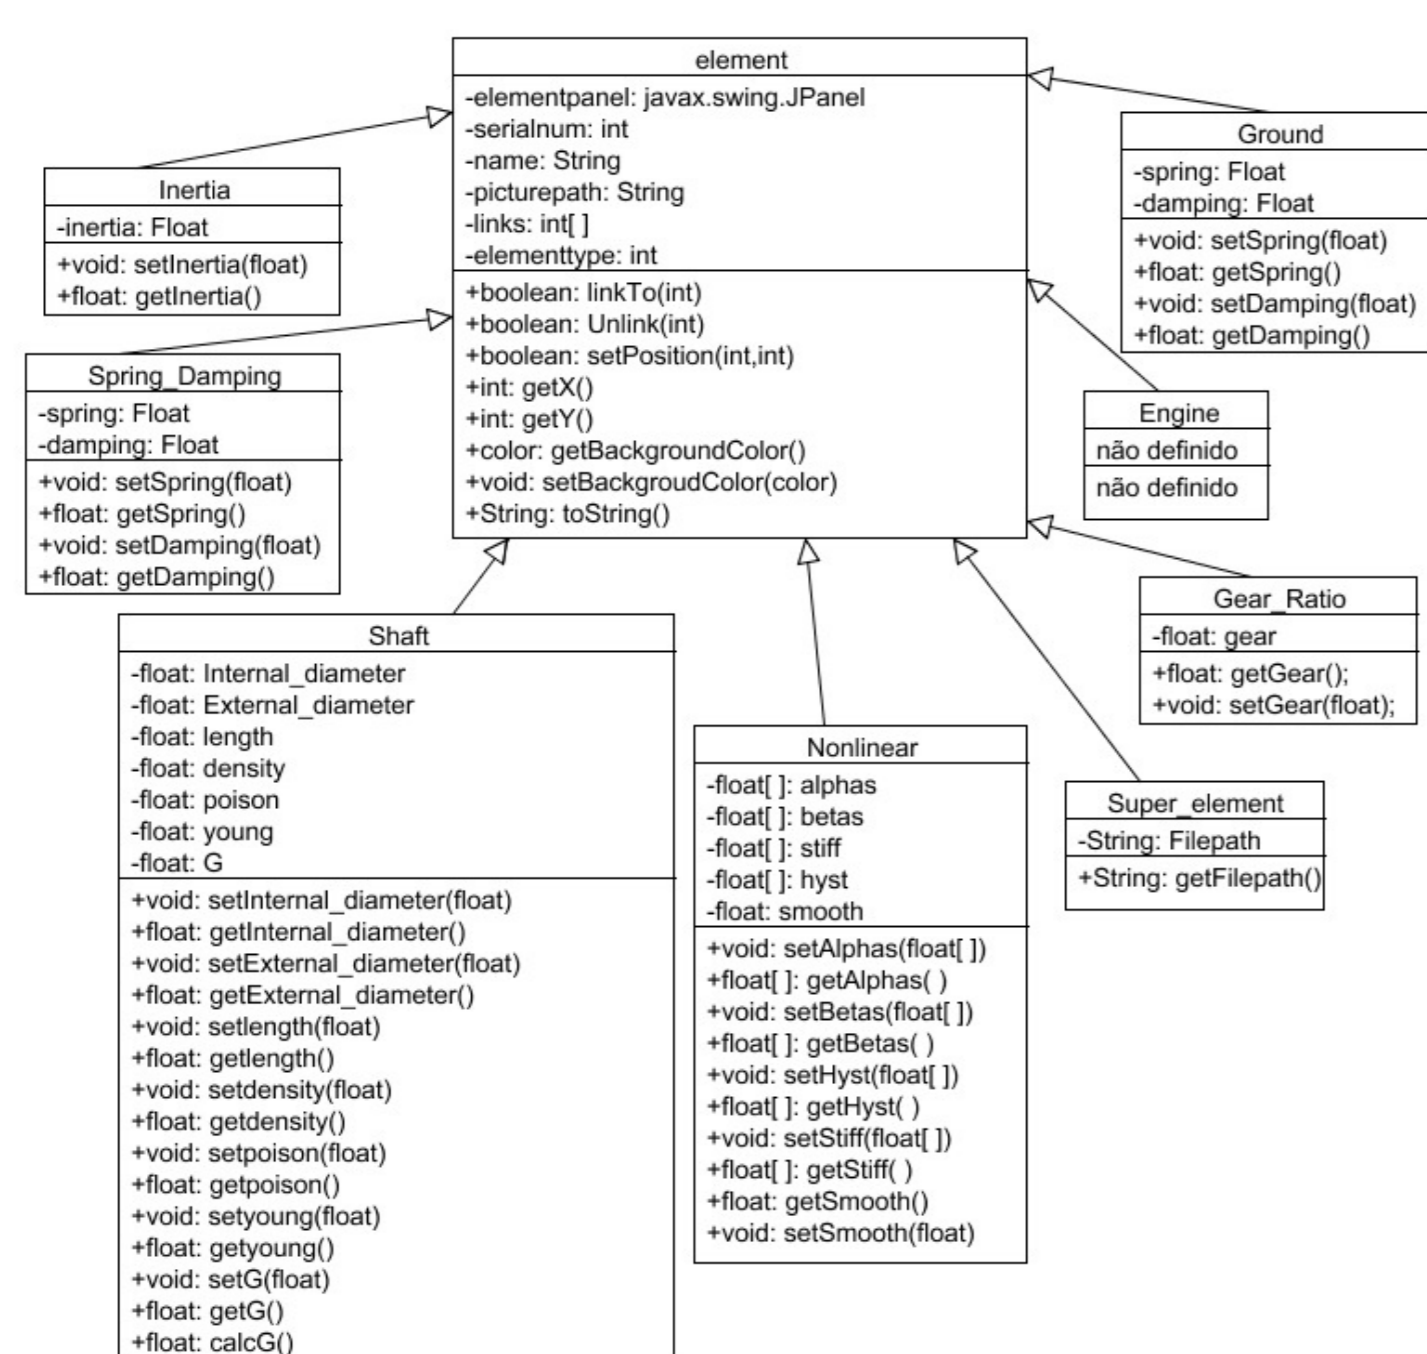 element
-elementpanel: javax.swing.JPanel
-serialnum: int
-name: String
-picturepath: String
-links: int[ ]
-elementtype: int
+boolean: linkTo(int)
+boolean: Unlink(int)
+boolean: setPosition(int,int)
+int: getX()
+int: getY()
+color: getBackgroundColor()
+void: setBackgroudColor(color)
+String: toString()
Inertia
-inertia: Float
+void: setInertia(float)
+float: getInertia()
Spring_Damping
-spring: Float
-damping: Float
+void: setSpring(float)
+float: getSpring()
+void: setDamping(float)
+float: getDamping()
Ground
-spring: Float
-damping: Float
+void: setSpring(float)
+float: getSpring()
+void: setDamping(float)
+float: getDamping()
Engine
não definido
não definido
Gear_Ratio
-float: gear
+float: getGear();
+void: setGear(float);
Shaft
-float: Internal_diameter
-float: External_diameter
-float: length
-float: density
-float: poison
-float: young
-float: G
+void: setInternal_diameter(float)
+float: getInternal_diameter()
+void: setExternal_diameter(float)
+float: getExternal_diameter()
+void: setlength(float)
+float: getlength()
+void: setdensity(float)
+float: getdensity()
+void: setpoison(float)
+float: getpoison()
+void: setyoung(float)
+float: getyoung()
+void: setG(float)
+float: getG()
+float: calcG()
Nonlinear
-float[ ]: alphas
-float[ ]: betas
-float[ ]: stiff
-float[ ]: hyst
-float: smooth
+void: setAlphas(float[ ])
+float[ ]: getAlphas( )
+void: setBetas(float[ ])
+float[ ]: getBetas( )
+void: setHyst(float[ ])
+float[ ]: getHyst( )
+void: setStiff(float[ ])
+float[ ]: getStiff( )
+float: getSmooth()
+void: setSmooth(float)
Super_element
-String: Filepath
+String: getFilepath()